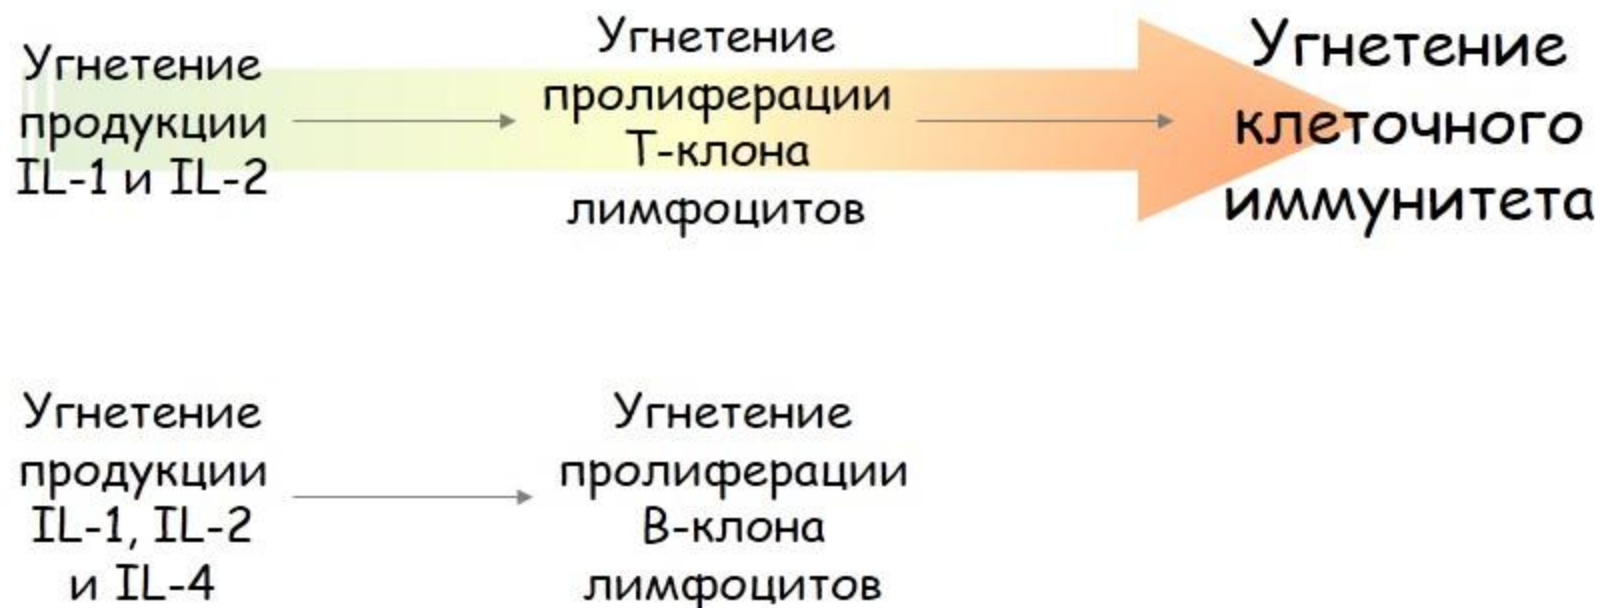 Угнетение
продукции
IL-1 и IL-2
Угнетение
пролиферации
Т-клона
лимфоцитов
Угнетение
клеточного
иммунитета
Угнетение
продукции
IL-1, IL-2
и IL-4
Угнетение
пролиферации
В-клона
лимфоцитов